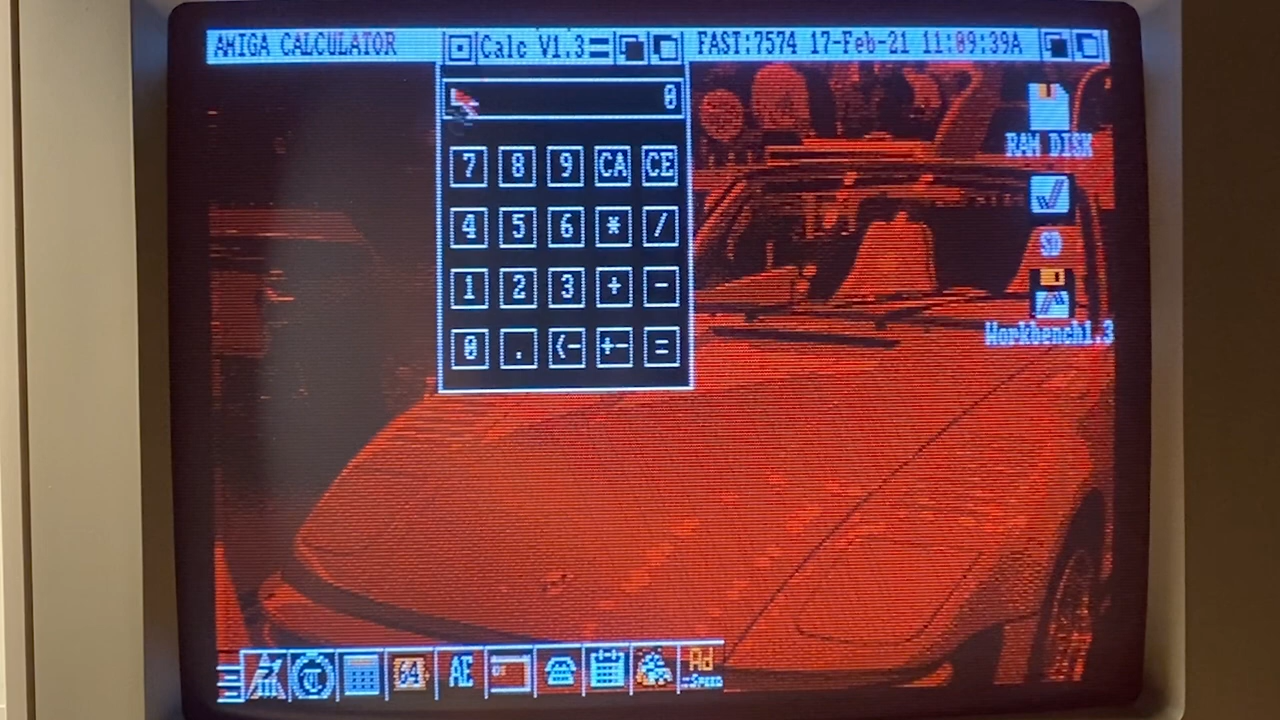 AMIGA CALCULATOR Calc V1.3 FAST:7574 17-Feb-21 11:09:39A
0
7 8 9 CA CE
4 5 6 * /
1 2 3 + -
0 . <- +- =
RAM DISK
SD
Workbench1.3
64 AE Ad
-SPEED